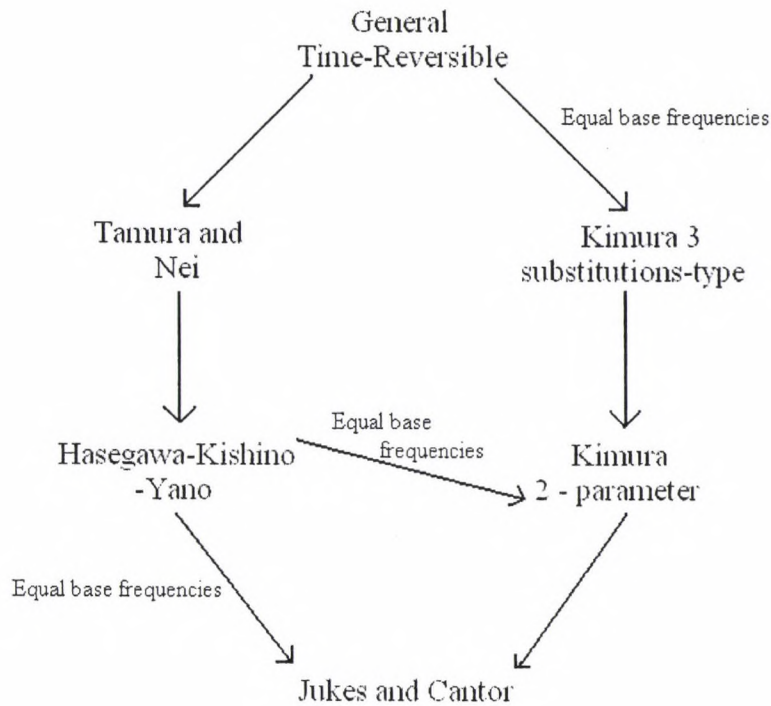 General
Time-Reversible
Equal base frequencies
Tamura and
Nei
Kimura 3
substitutions-type
Equal base
frequencies
Hasegawa-Kishino
-Yano
Kimura
2 - parameter
Equal base frequencies
Jukes and Cantor